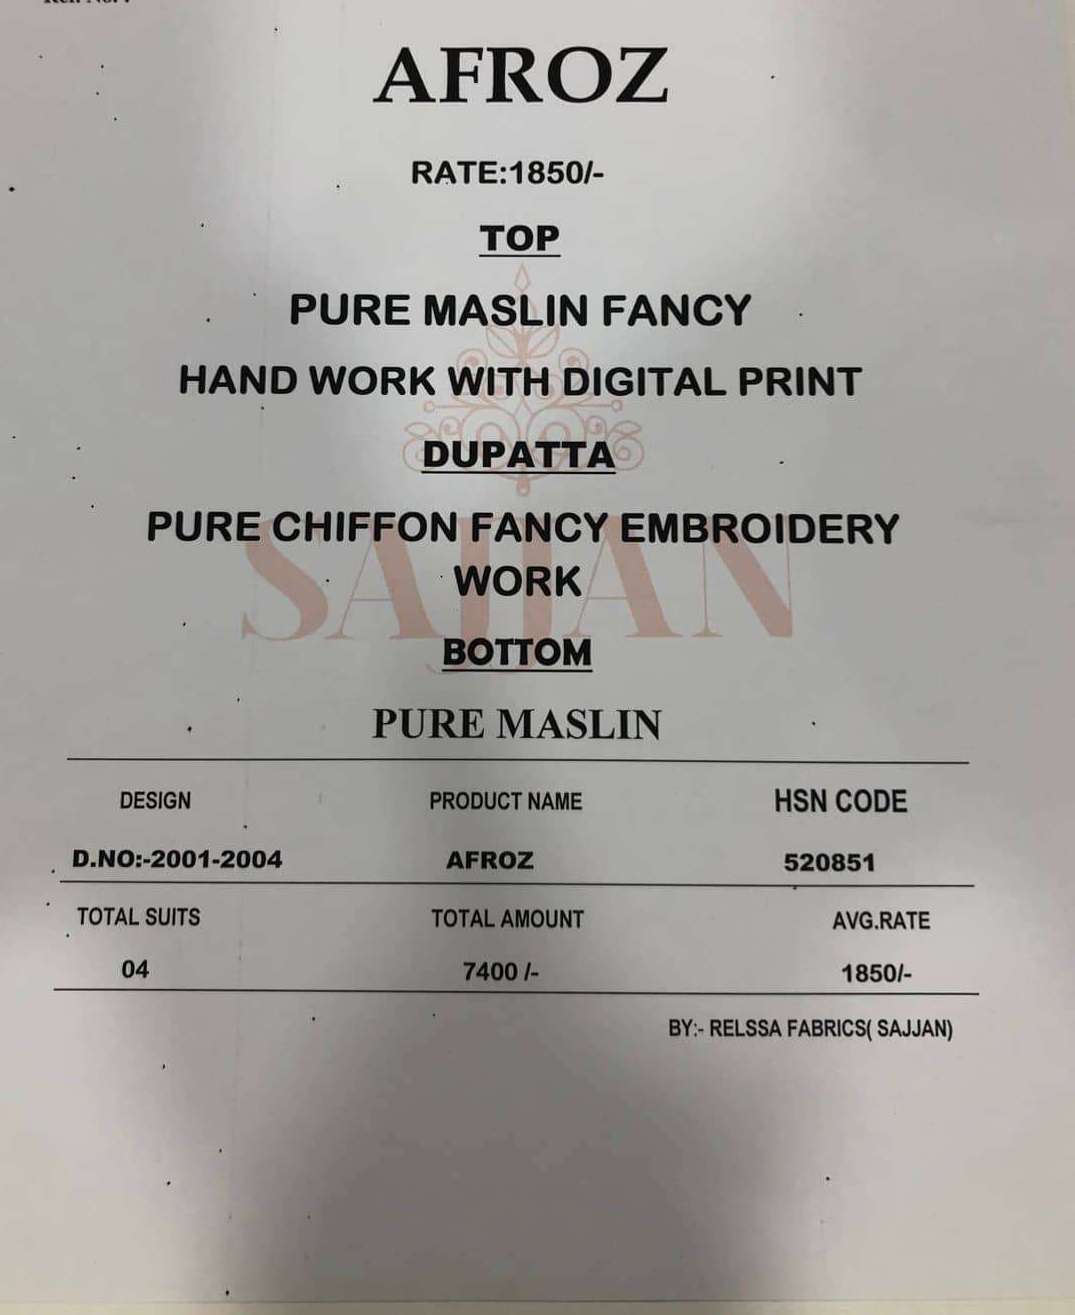 AFROZ
RATE:1850/-
TOP
PURE MASLIN FANCY
HAND WORK WITH DIGITAL PRINT
DUPATTA
PURE CHIFFON FANCY EMBROIDERY
WORK
SAJJAN
BOTTOM
PURE MASLIN
DESIGN PRODUCT NAME HSN CODE
D.NO:-2001-2004 AFROZ 520851
TOTAL SUITS TOTAL AMOUNT AVG.RATE
04 7400 /- 1850/-
BY:- RELSSA FABRICS( SAJJAN)